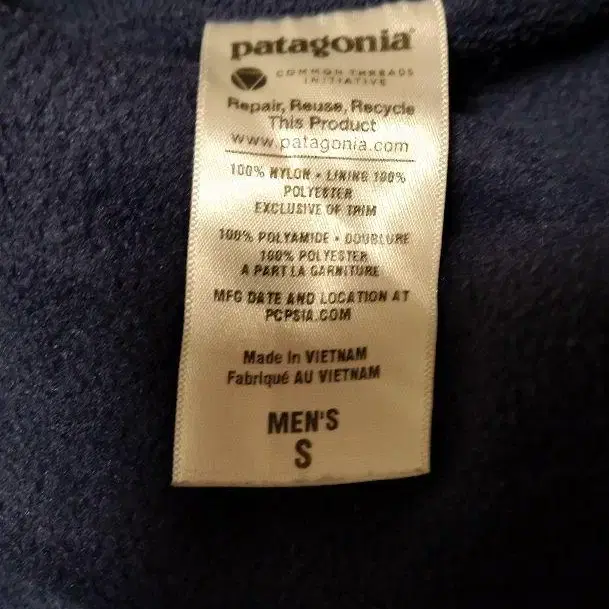 patagonia®
COMMON THREADS
INITIATIVE
Repair, Reuse, Recycle
This Product
www.patagonia.com
100% NYLON • LINING 100%
POLYESTER
EXCLUSIVE OF TRIM
100% POLYAMIDE • DOUBLURE
100% POLYESTER
A PART LA GARNITURE
MFG DATE AND LOCATION AT
PCPSIA.COM
Made in VIETNAM
Fabriqué AU VIETNAM
MEN'S
S